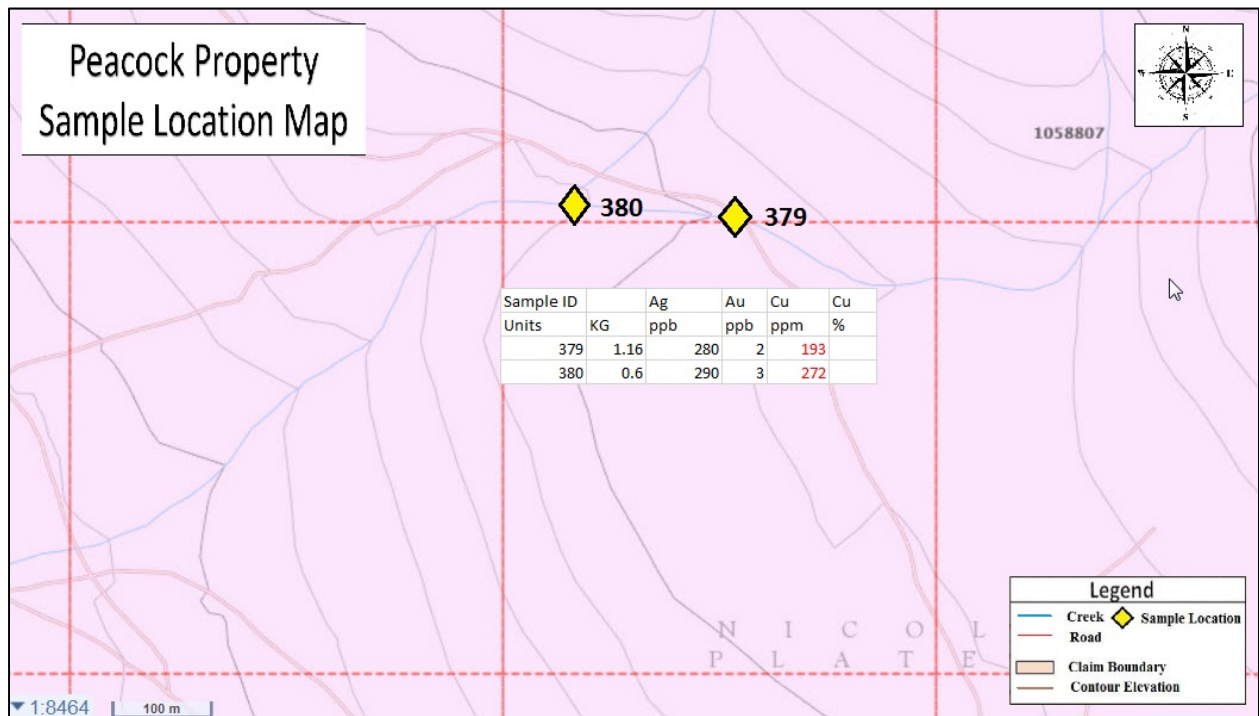 Peacock Property
Sample Location Map
N
W E
S
1058807
380
379
Sample ID Ag Au Cu Cu
Units KG ppb ppb ppm %
379 1.16 280 2 193
380 0.6 290 3 272
N I C O L
P L A T E
Legend
Creek Sample Location
Road
Claim Boundary
Contour Elevation
1:8464 100 m